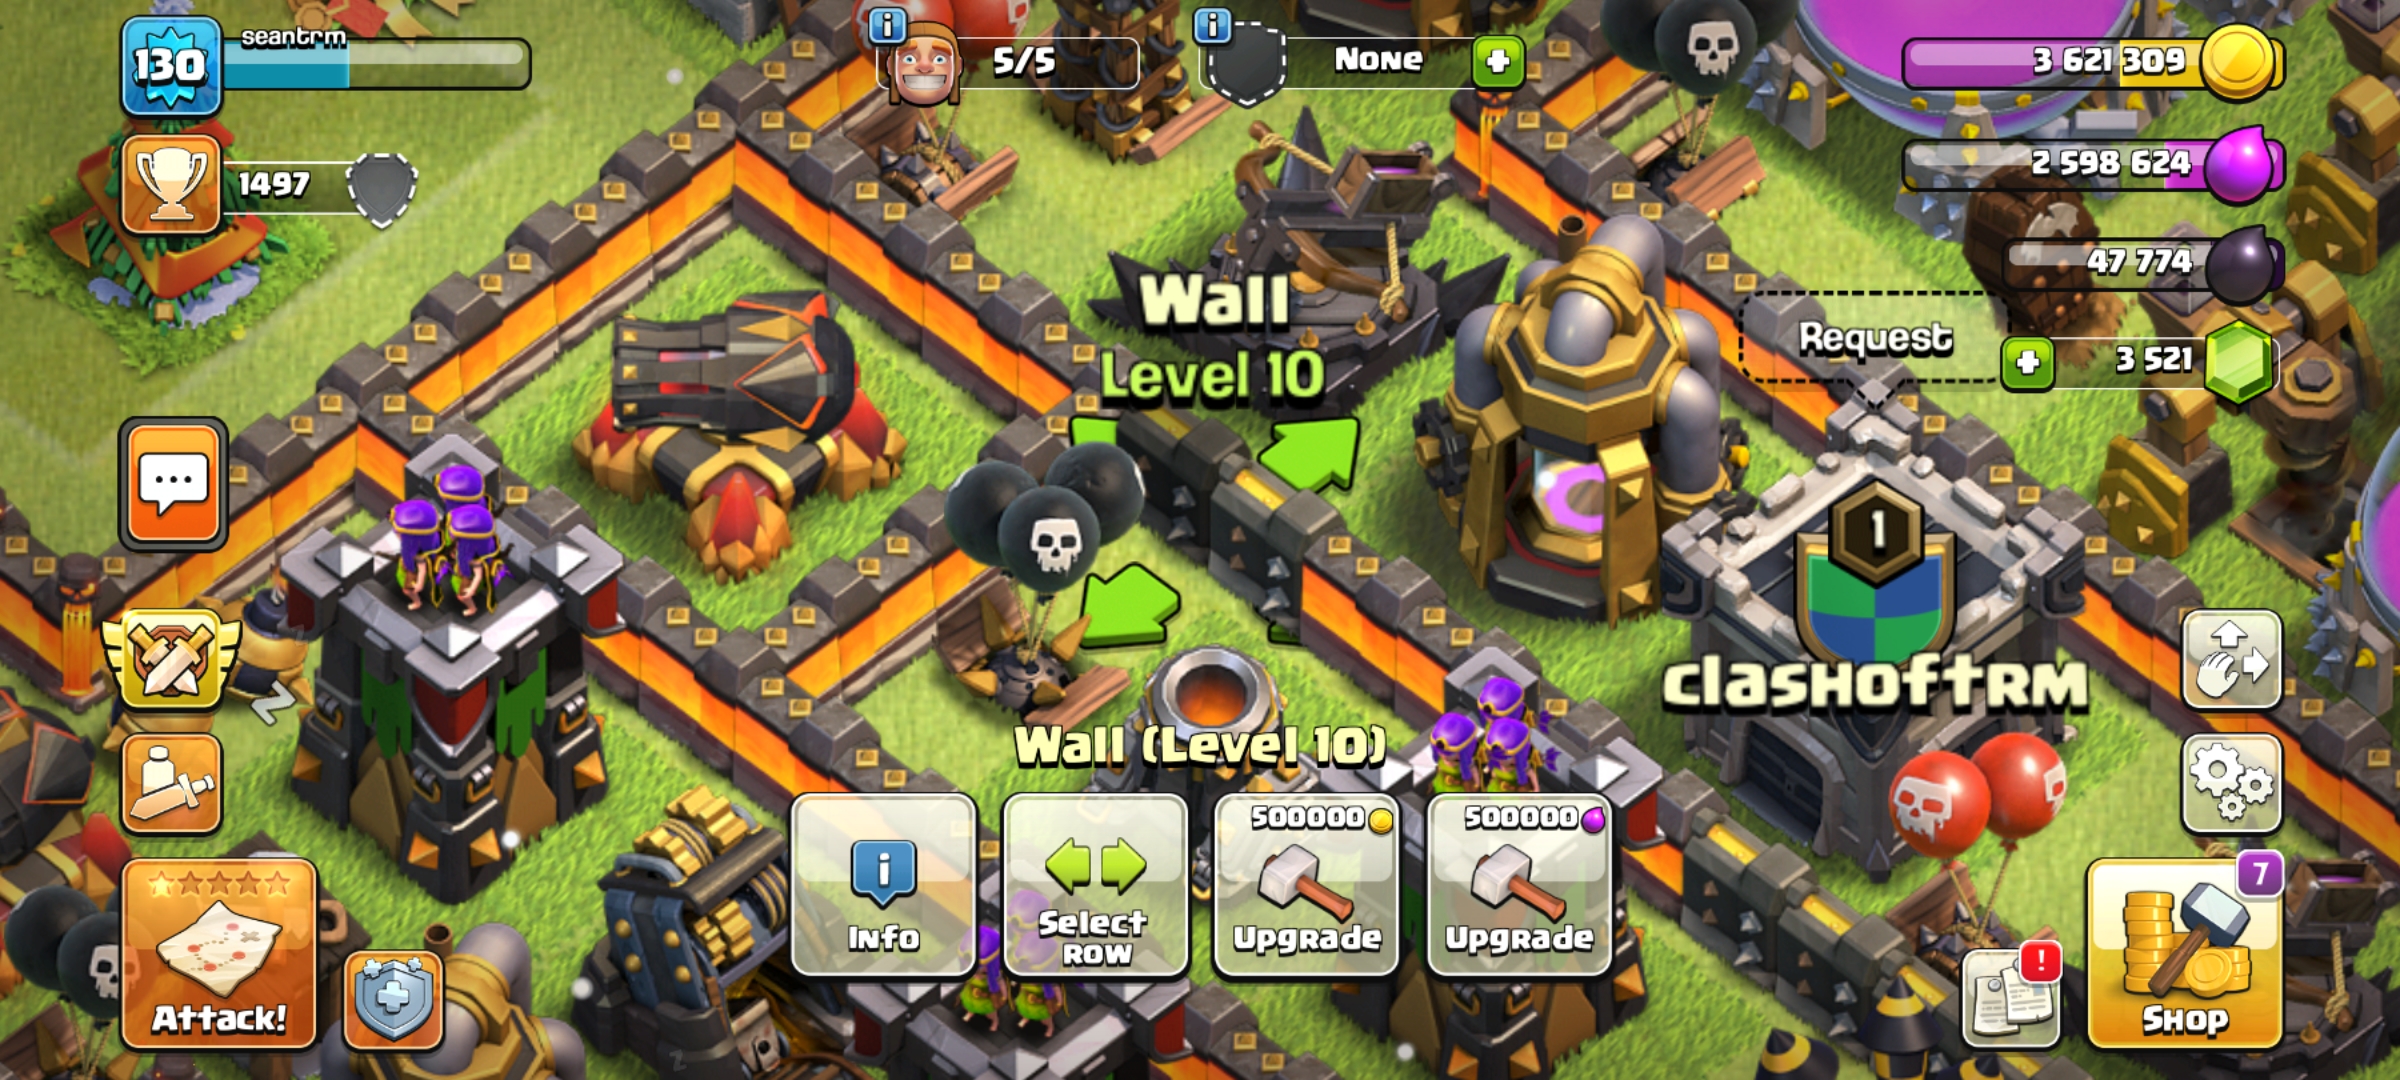 130
seantrm
5/5
None
3 621 309
1497
2 598 624
47 774
Request
3 521
Wall
Level 10
1
clashoftrm
Wall (Level 10)
Info
Select
Row
500000
Upgrade
500000
Upgrade
Attack!
7
Shop